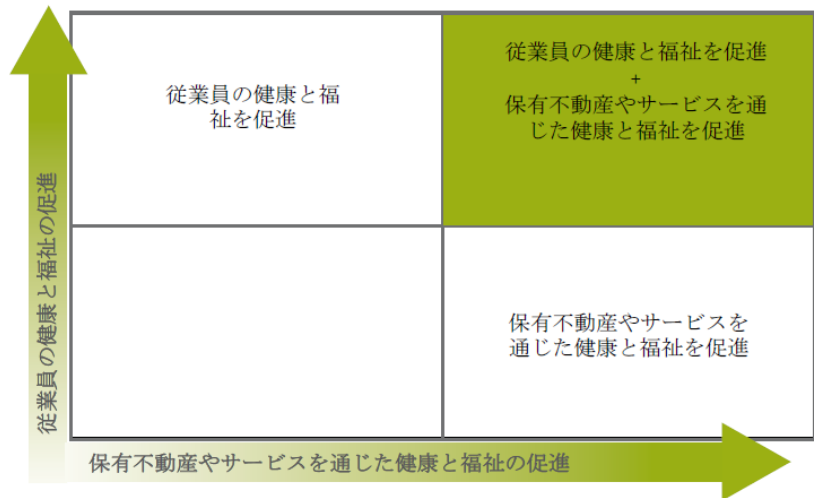 従業員の健康と福
祉を促進
従業員の健康と福祉を促進
+
保有不動産やサービスを通
じた健康と福祉を促進
従業員の健康と福祉の促進
保有不動産やサービスを
通じた健康と福祉を促進
保有不動産やサービスを通じた健康と福祉の促進